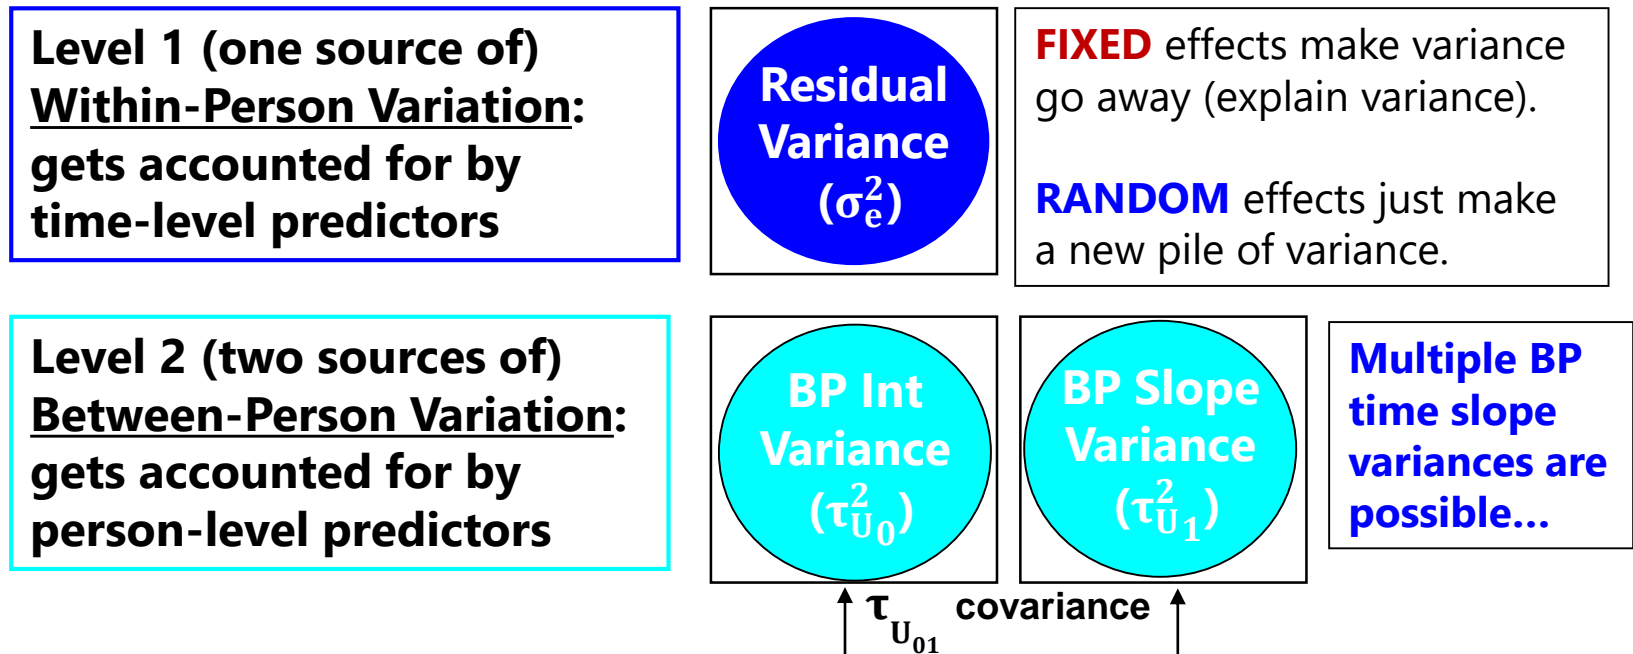 Level 1 (one source of)
Within-Person Variation:
gets accounted for by
time-level predictors
Residual
Variance
(σ²ₑ)
FIXED effects make variance
go away (explain variance).
RANDOM effects just make
a new pile of variance.
Level 2 (two sources of)
Between-Person Variation:
gets accounted for by
person-level predictors
BP Int
Variance
(τ²_U₀)
BP Slope
Variance
(τ²_U₁)
Multiple BP
time slope
variances are
possible…
τ_U₀₁ covariance